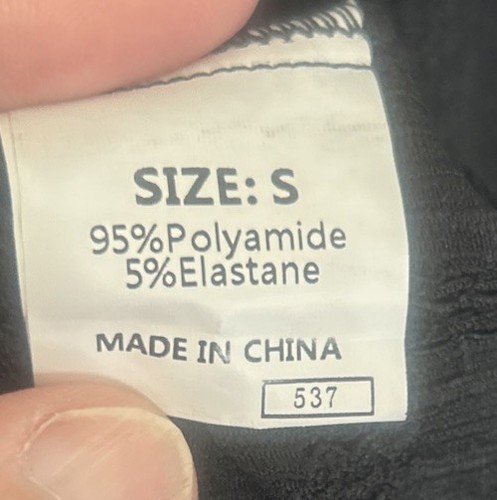 SIZE: S
95%Polyamide
5%Elastane
MADE IN CHINA
537